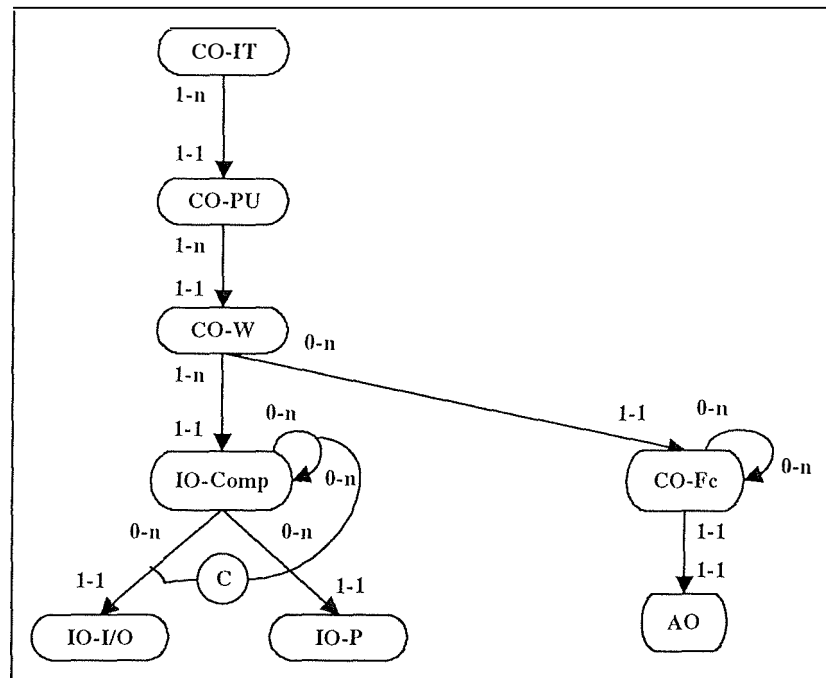 CO-IT
1-n
1-1
CO-PU
1-n
1-1
CO-W
0-n
1-n
0-n
1-1
0-n
1-1
IO-Comp
0-n
CO-Fc
0-n
0-n
0-n
1-1
C
1-1
1-1
1-1
IO-I/O
IO-P
AO